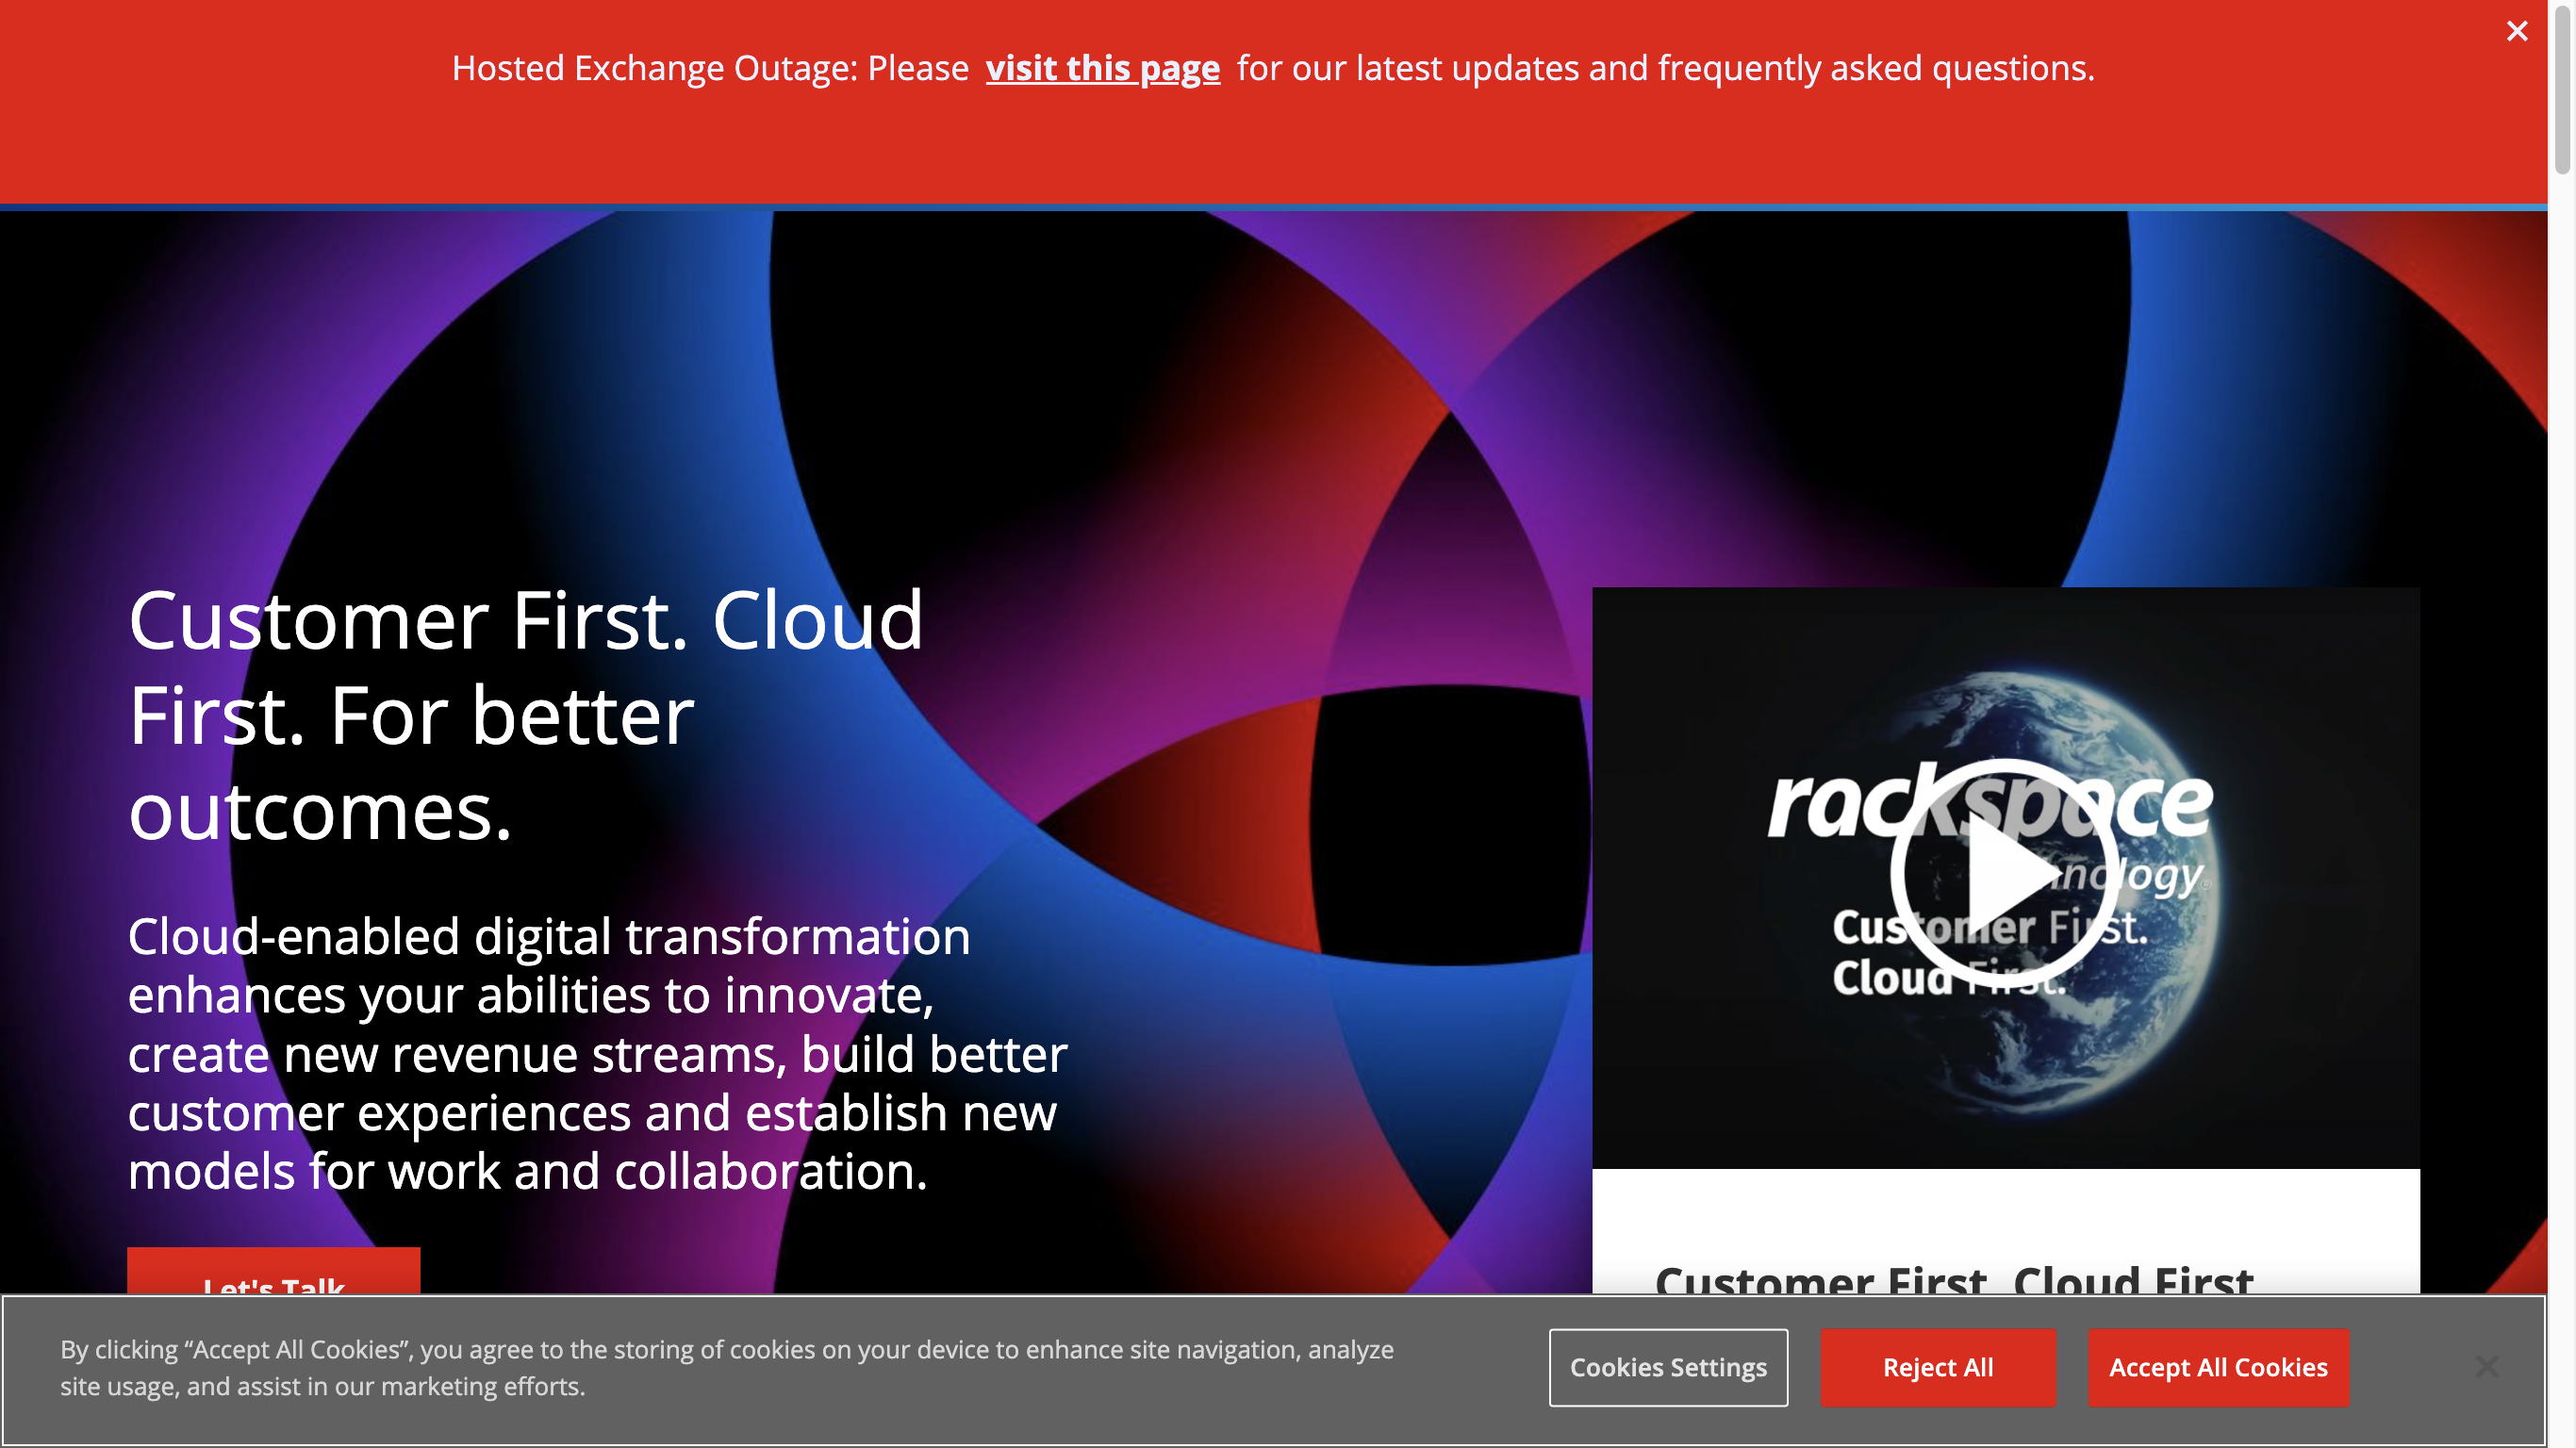 Hosted Exchange Outage: Please visit this page for our latest updates and frequently asked questions.
Customer First. Cloud
First. For better
outcomes.
Cloud-enabled digital transformation
enhances your abilities to innovate,
create new revenue streams, build better
customer experiences and establish new
models for work and collaboration.
Let's Talk
rackspace
Customer First.
Cloud First.
Customer First. Cloud First
By clicking “Accept All Cookies”, you agree to the storing of cookies on your device to enhance site navigation, analyze
site usage, and assist in our marketing efforts.
Cookies Settings
Reject All
Accept All Cookies